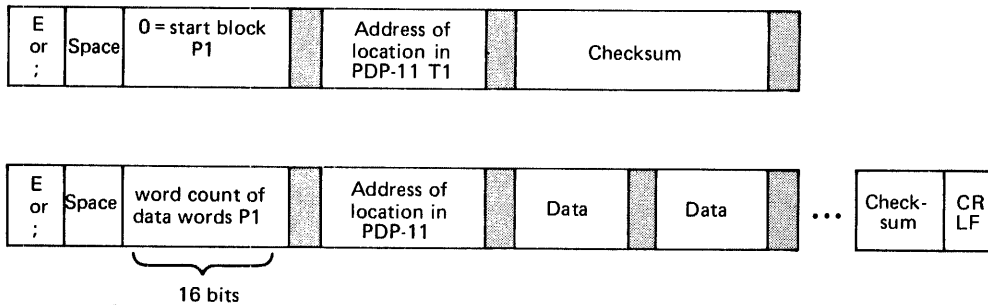 E
or
;
Space
0 = start block
P1
Address of
location in
PDP-11 T1
Checksum
E
or
;
Space
word count of
data words P1
Address of
location in
PDP-11
Data
Data
•••
Check-
sum
CR
LF
16 bits